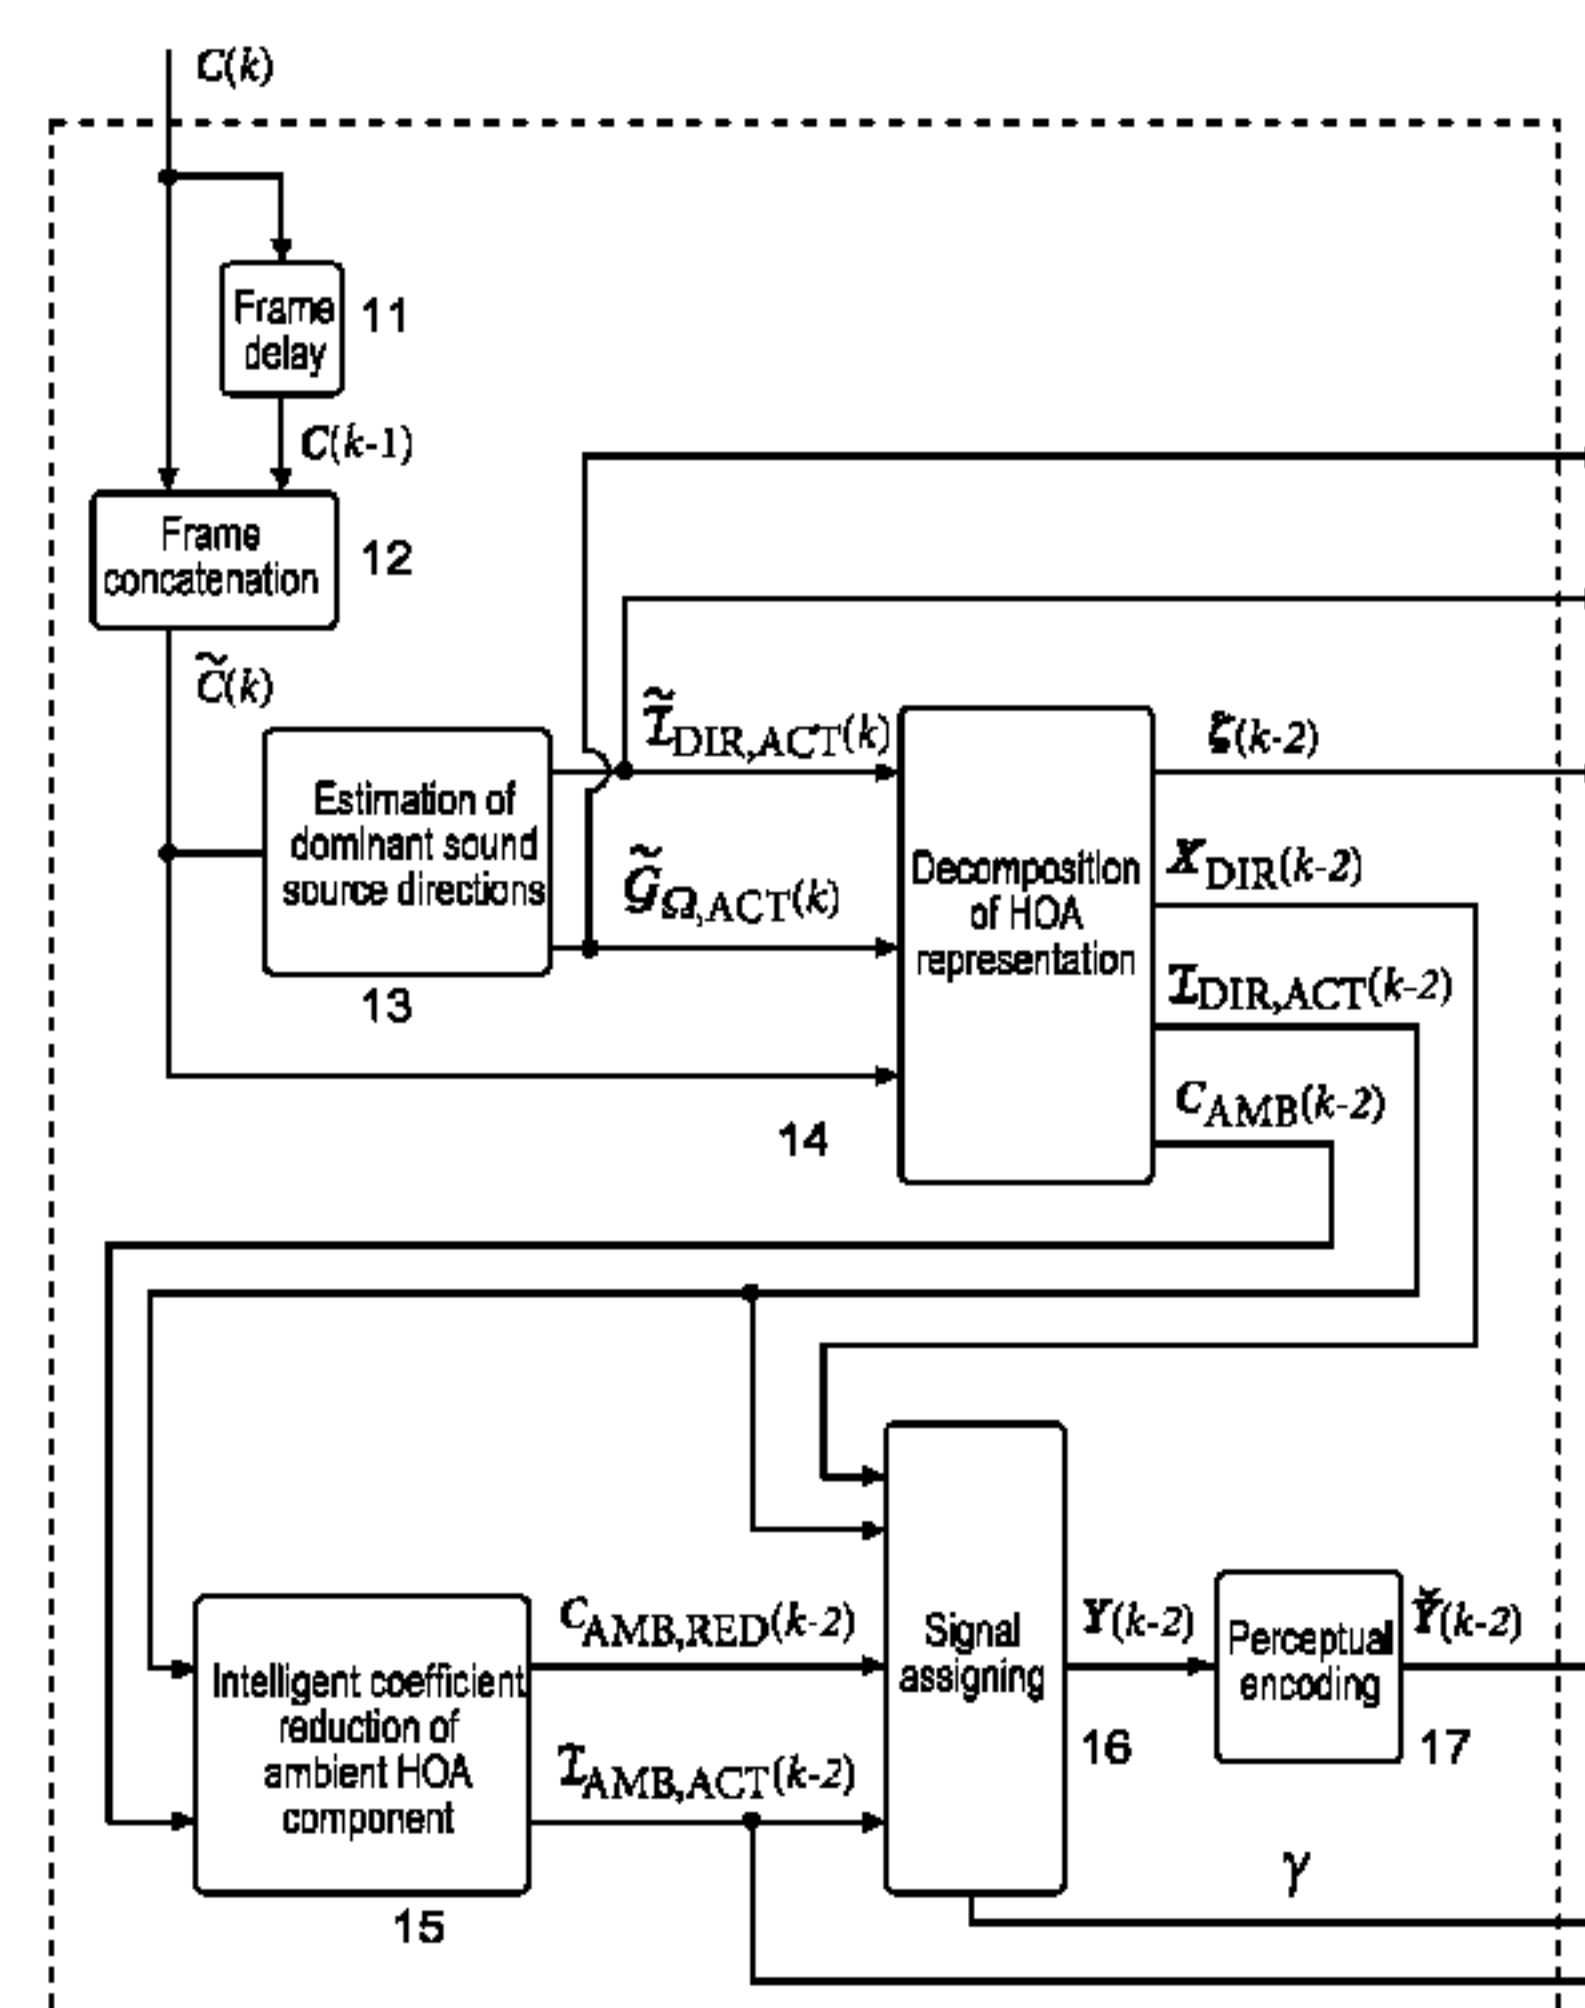 C(k)
Frame
delay
11
C(k-1)
Frame
concatenation
12
C̃(k)
Estimation of
dominant sound
source directions
13
Ĩ_DIR,ACT(k)
G̃_Ω,ACT(k)
Decomposition
of HOA
representation
14
ζ(k-2)
X_DIR(k-2)
I_DIR,ACT(k-2)
C_AMB(k-2)
Intelligent coefficient
reduction of
ambient HOA
component
15
C_AMB,RED(k-2)
I_AMB,ACT(k-2)
Signal
assigning
16
Y(k-2)
Perceptual
encoding
17
Y̌(k-2)
γ